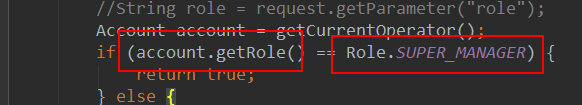 //String role = request.getParameter("role");
Account account = getCurrentOperator();
if (account.getRole() == Role.SUPER_MANAGER) {
return true;
} else {